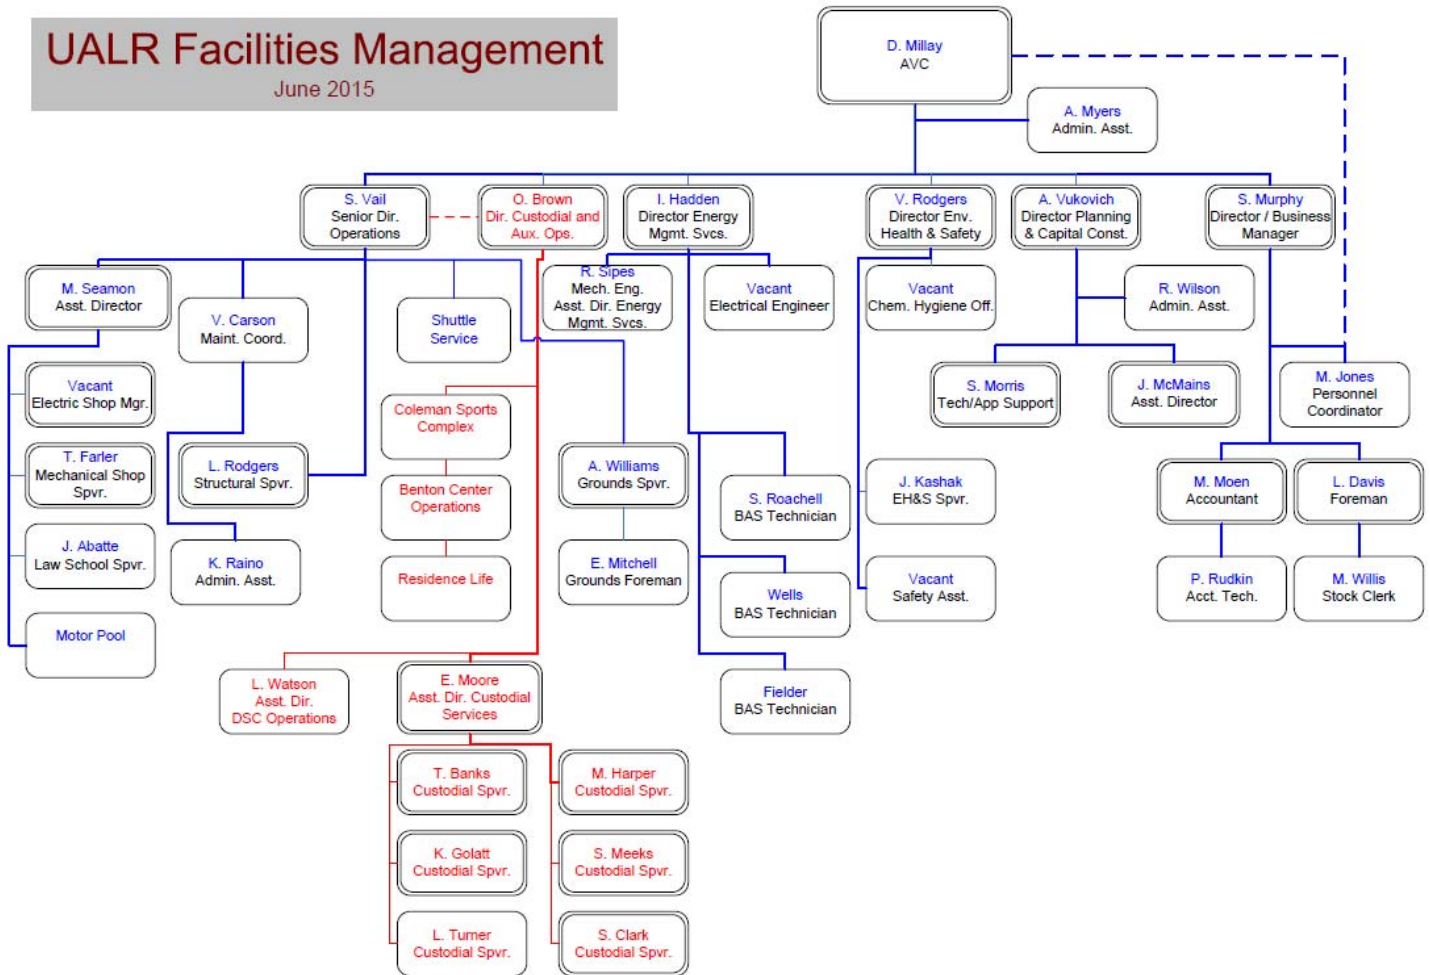 UALR Facilities Management
June 2015
D. Millay
AVC
A. Myers
Admin. Asst.
S. Vail
Senior Dir.
Operations
O. Brown
Dir. Custodial and
Aux. Ops.
I. Hadden
Director Energy
Mgmt. Svcs.
V. Rodgers
Director Env.
Health & Safety
A. Vukovich
Director Planning
& Capital Const.
S. Murphy
Director / Business
Manager
M. Seamon
Asst. Director
V. Carson
Maint. Coord.
Shuttle
Service
R. Sipes
Mech. Eng.
Asst. Dir. Energy
Mgmt. Svcs.
Vacant
Electrical Engineer
Vacant
Chem. Hygiene Off.
R. Wilson
Admin. Asst.
Vacant
Electric Shop Mgr.
Coleman Sports
Complex
S. Morris
Tech/App Support
J. McMains
Asst. Director
M. Jones
Personnel
Coordinator
T. Farler
Mechanical Shop
Spvr.
L. Rodgers
Structural Spvr.
Benton Center
Operations
A. Williams
Grounds Spvr.
S. Roachell
BAS Technician
J. Kashak
EH&S Spvr.
M. Moen
Accountant
L. Davis
Foreman
J. Abatte
Law School Spvr.
K. Raino
Admin. Asst.
Residence Life
E. Mitchell
Grounds Foreman
Wells
BAS Technician
Vacant
Safety Asst.
P. Rudkin
Acct. Tech.
M. Willis
Stock Clerk
Motor Pool
L. Watson
Asst. Dir.
DSC Operations
E. Moore
Asst. Dir. Custodial
Services
Fielder
BAS Technician
T. Banks
Custodial Spvr.
M. Harper
Custodial Spvr.
K. Golatt
Custodial Spvr.
S. Meeks
Custodial Spvr.
L. Turner
Custodial Spvr.
S. Clark
Custodial Spvr.